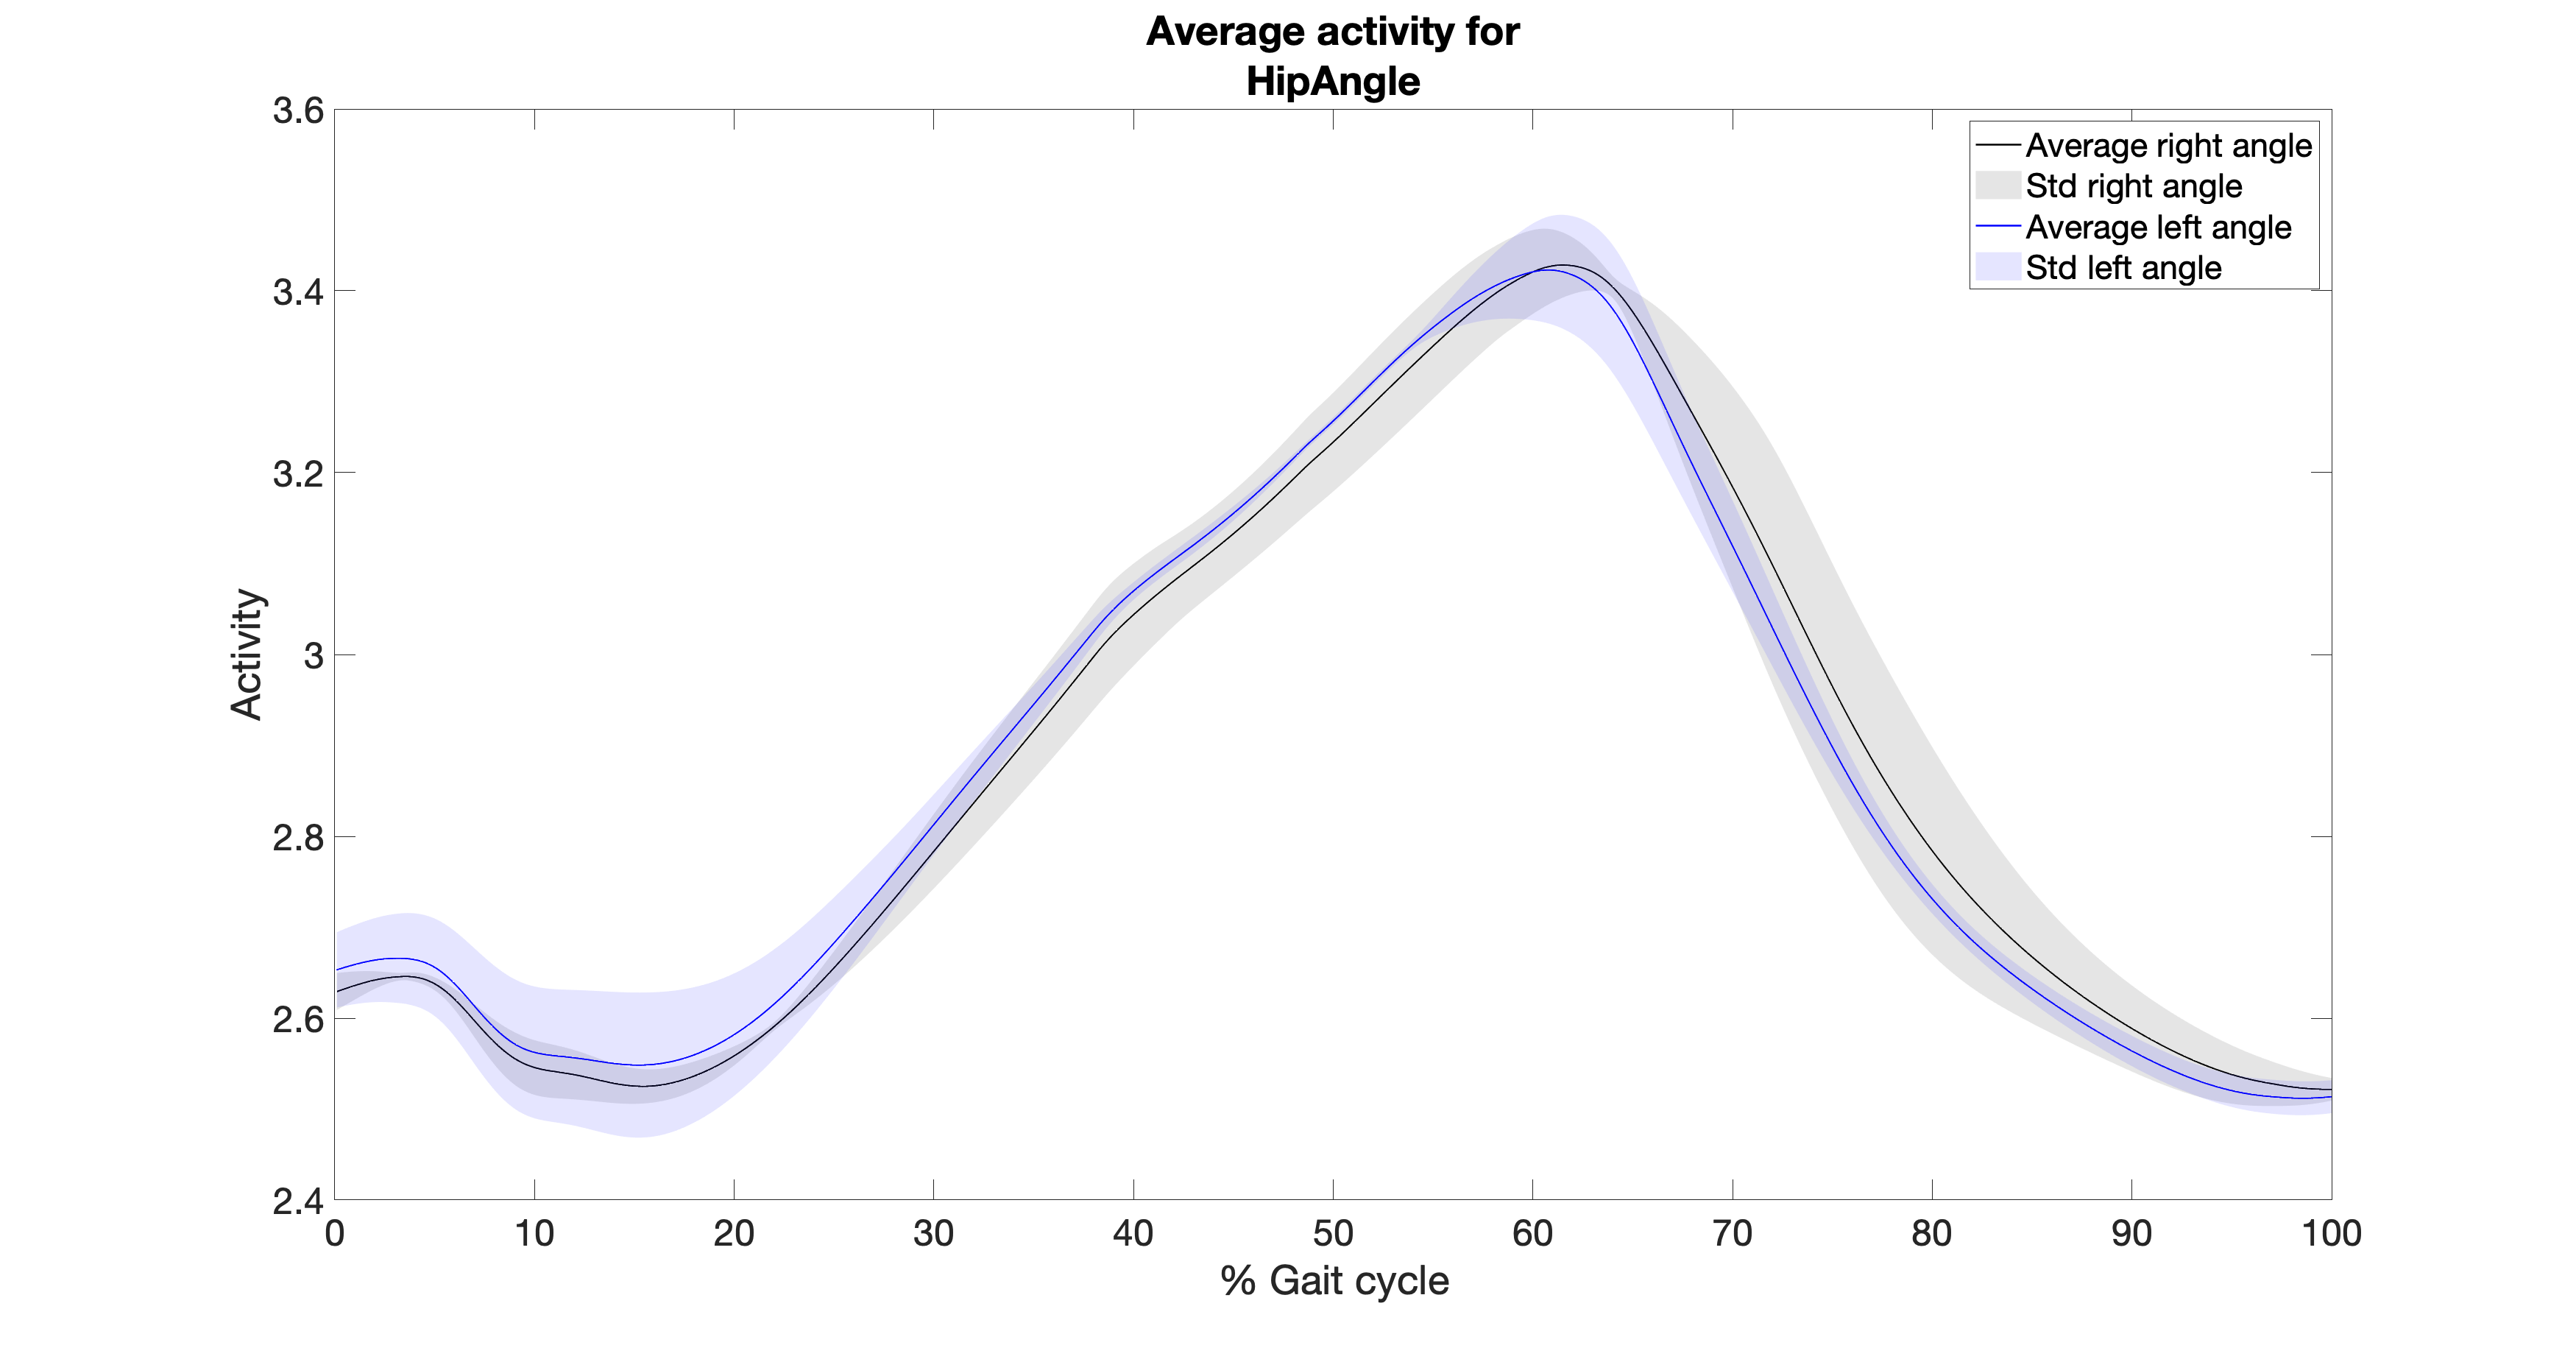 Average activity for
HipAngle
3.6
3.4
3.2
3
2.8
2.6
2.4
Activity
Average right angle
Std right angle
Average left angle
Std left angle
0 10 20 30 40 50 60 70 80 90 100
% Gait cycle